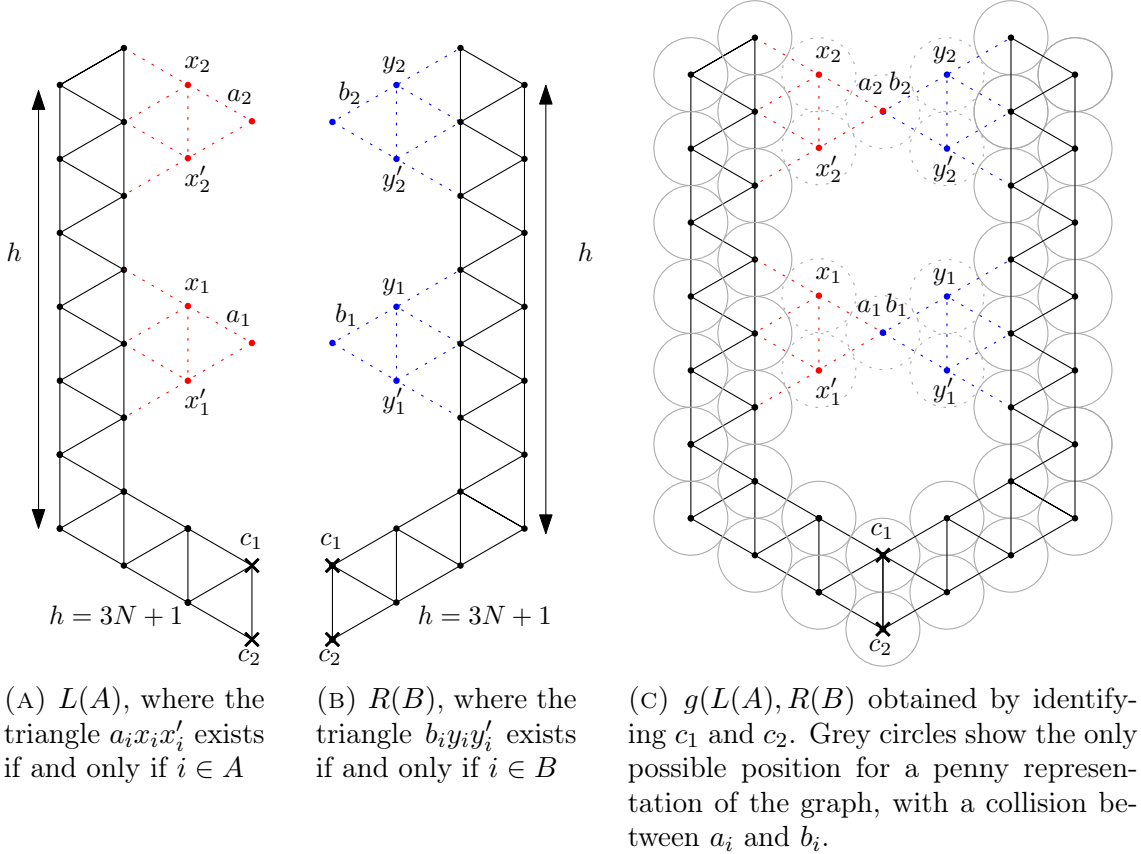 x₂
a₂
x′₂
h
x₁
a₁
x′₁
c₁
h = 3N + 1
c₂
y₂
b₂
y′₂
h
y₁
b₁
y′₁
c₁
h = 3N + 1
c₂
x₂
y₂
a₂ b₂
x′₂
y′₂
x₁
y₁
a₁ b₁
x′₁
y′₁
c₁
c₂
(A) L(A), where the
triangle aᵢxᵢx′ᵢ exists
if and only if i ∈ A
(B) R(B), where the
triangle bᵢyᵢy′ᵢ exists
if and only if i ∈ B
(C) g(L(A), R(B) obtained by identify-
ing c₁ and c₂. Grey circles show the only
possible position for a penny represen-
tation of the graph, with a collision be-
tween aᵢ and bᵢ.